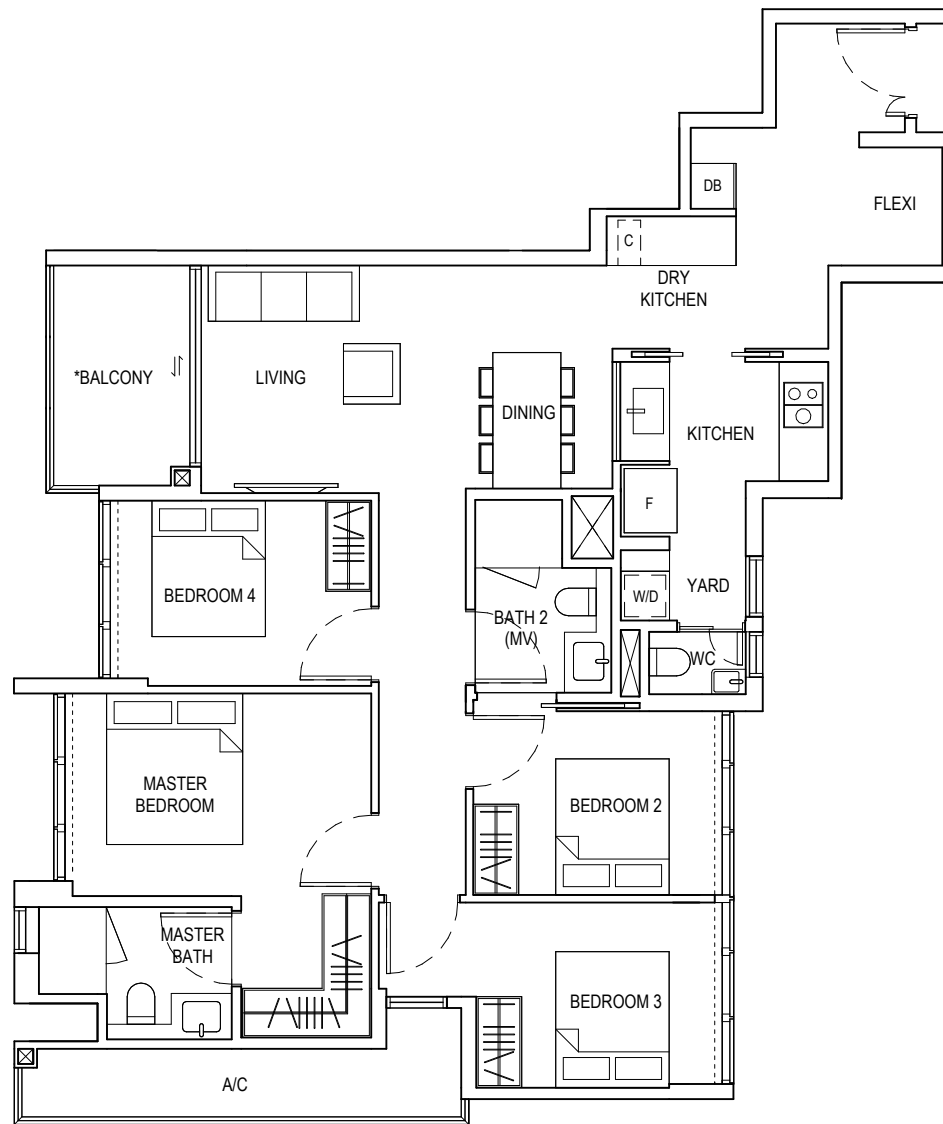 DB
FLEXI
C
DRY
KITCHEN
*BALCONY
LIVING
DINING
KITCHEN
F
BEDROOM 4
W/D
YARD
BATH 2
(MV)
WC
MASTER
BEDROOM
BEDROOM 2
MASTER
BATH
BEDROOM 3
A/C